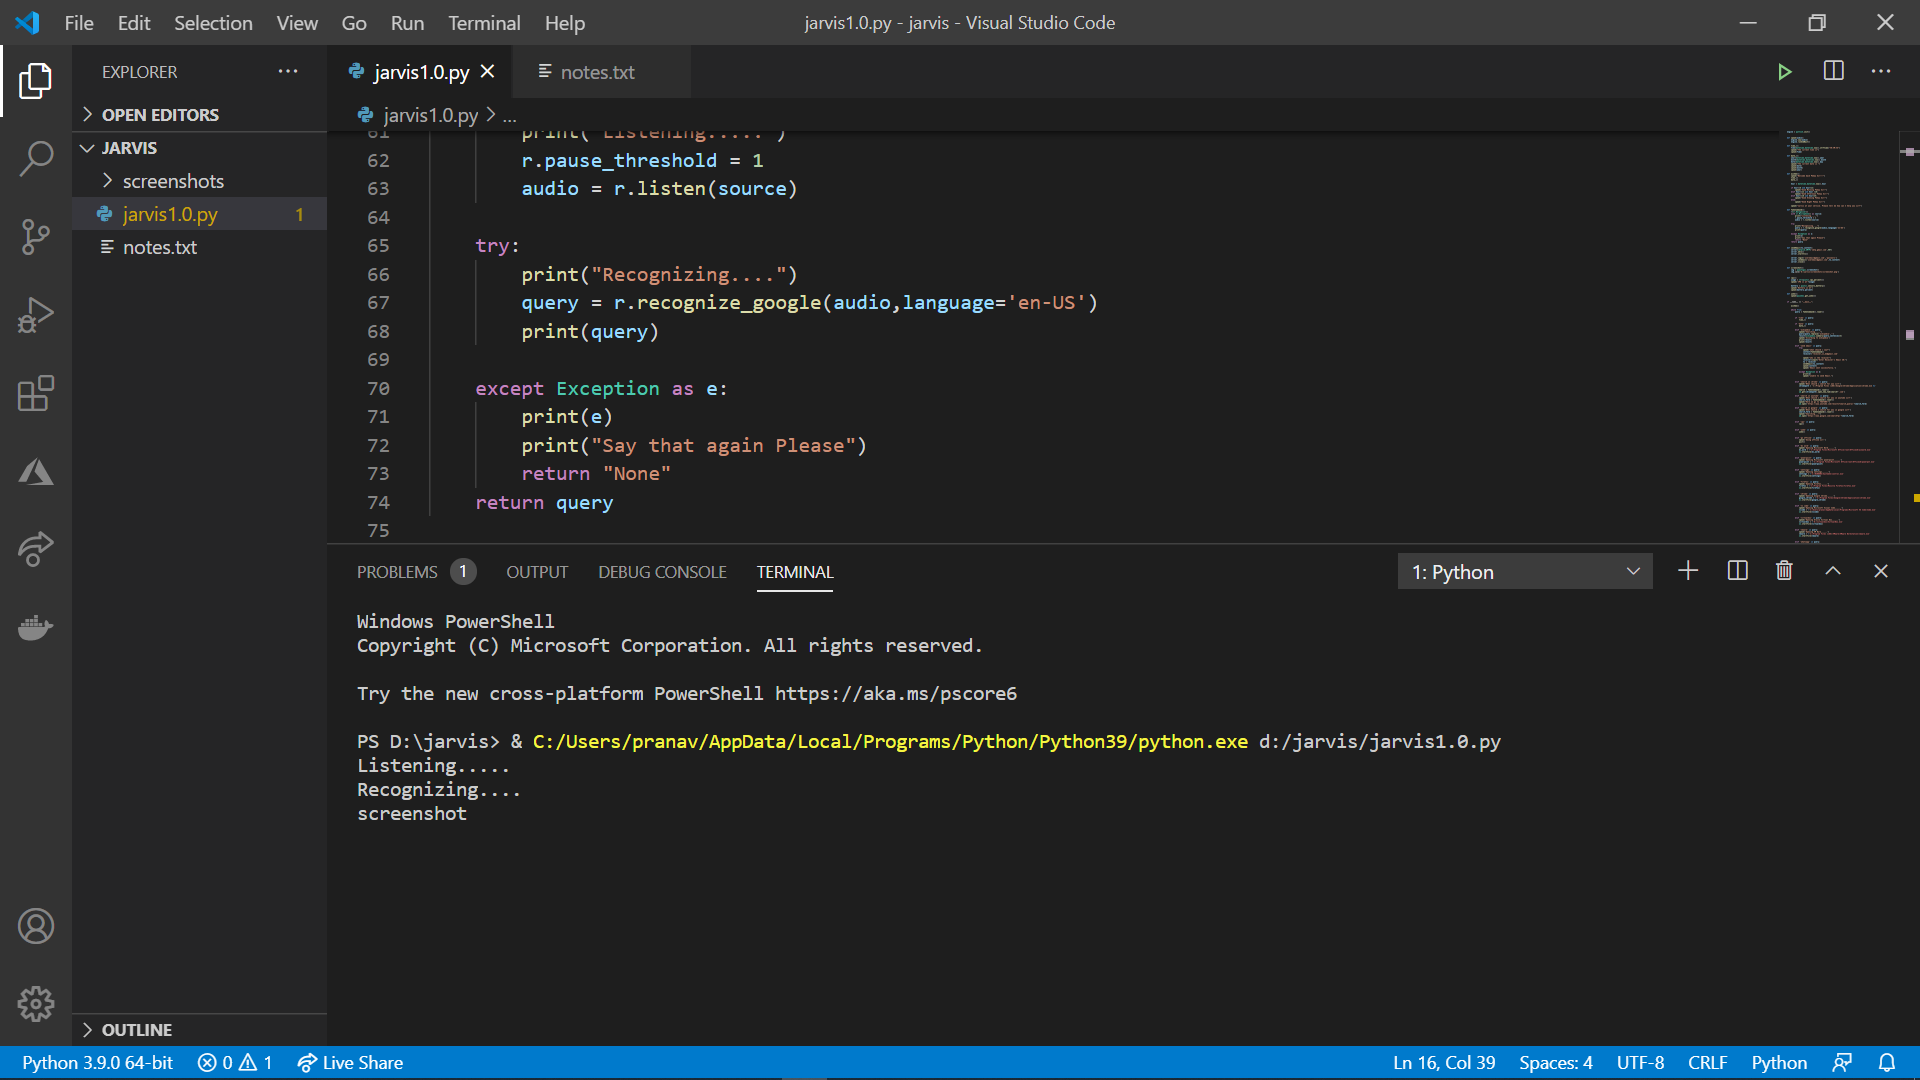 File Edit Selection View Go Run Terminal Help
jarvis1.0.py - jarvis - Visual Studio Code
EXPLORER
OPEN EDITORS
JARVIS
screenshots
jarvis1.0.py 1
notes.txt
OUTLINE
jarvis1.0.py notes.txt
jarvis1.0.py > ...
61 print("Listening.....")
62 r.pause_threshold = 1
63 audio = r.listen(source)
64
65 try:
66 print("Recognizing....")
67 query = r.recognize_google(audio,language='en-US')
68 print(query)
69
70 except Exception as e:
71 print(e)
72 print("Say that again Please")
73 return "None"
74 return query
75
PROBLEMS 1 OUTPUT DEBUG CONSOLE TERMINAL 1: Python
Windows PowerShell
Copyright (C) Microsoft Corporation. All rights reserved.
Try the new cross-platform PowerShell https://aka.ms/pscore6
PS D:\jarvis> & C:/Users/pranav/AppData/Local/Programs/Python/Python39/python.exe d:/jarvis/jarvis1.0.py
Listening.....
Recognizing....
screenshot
Python 3.9.0 64-bit 0 1 Live Share Ln 16, Col 39 Spaces: 4 UTF-8 CRLF Python